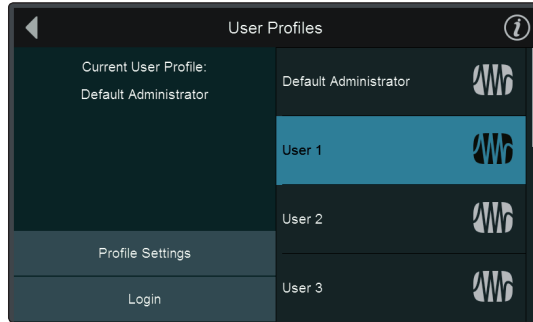 User Profiles
Current User Profile:
Default Administrator
Profile Settings
Login
Default Administrator
User 1
User 2
User 3